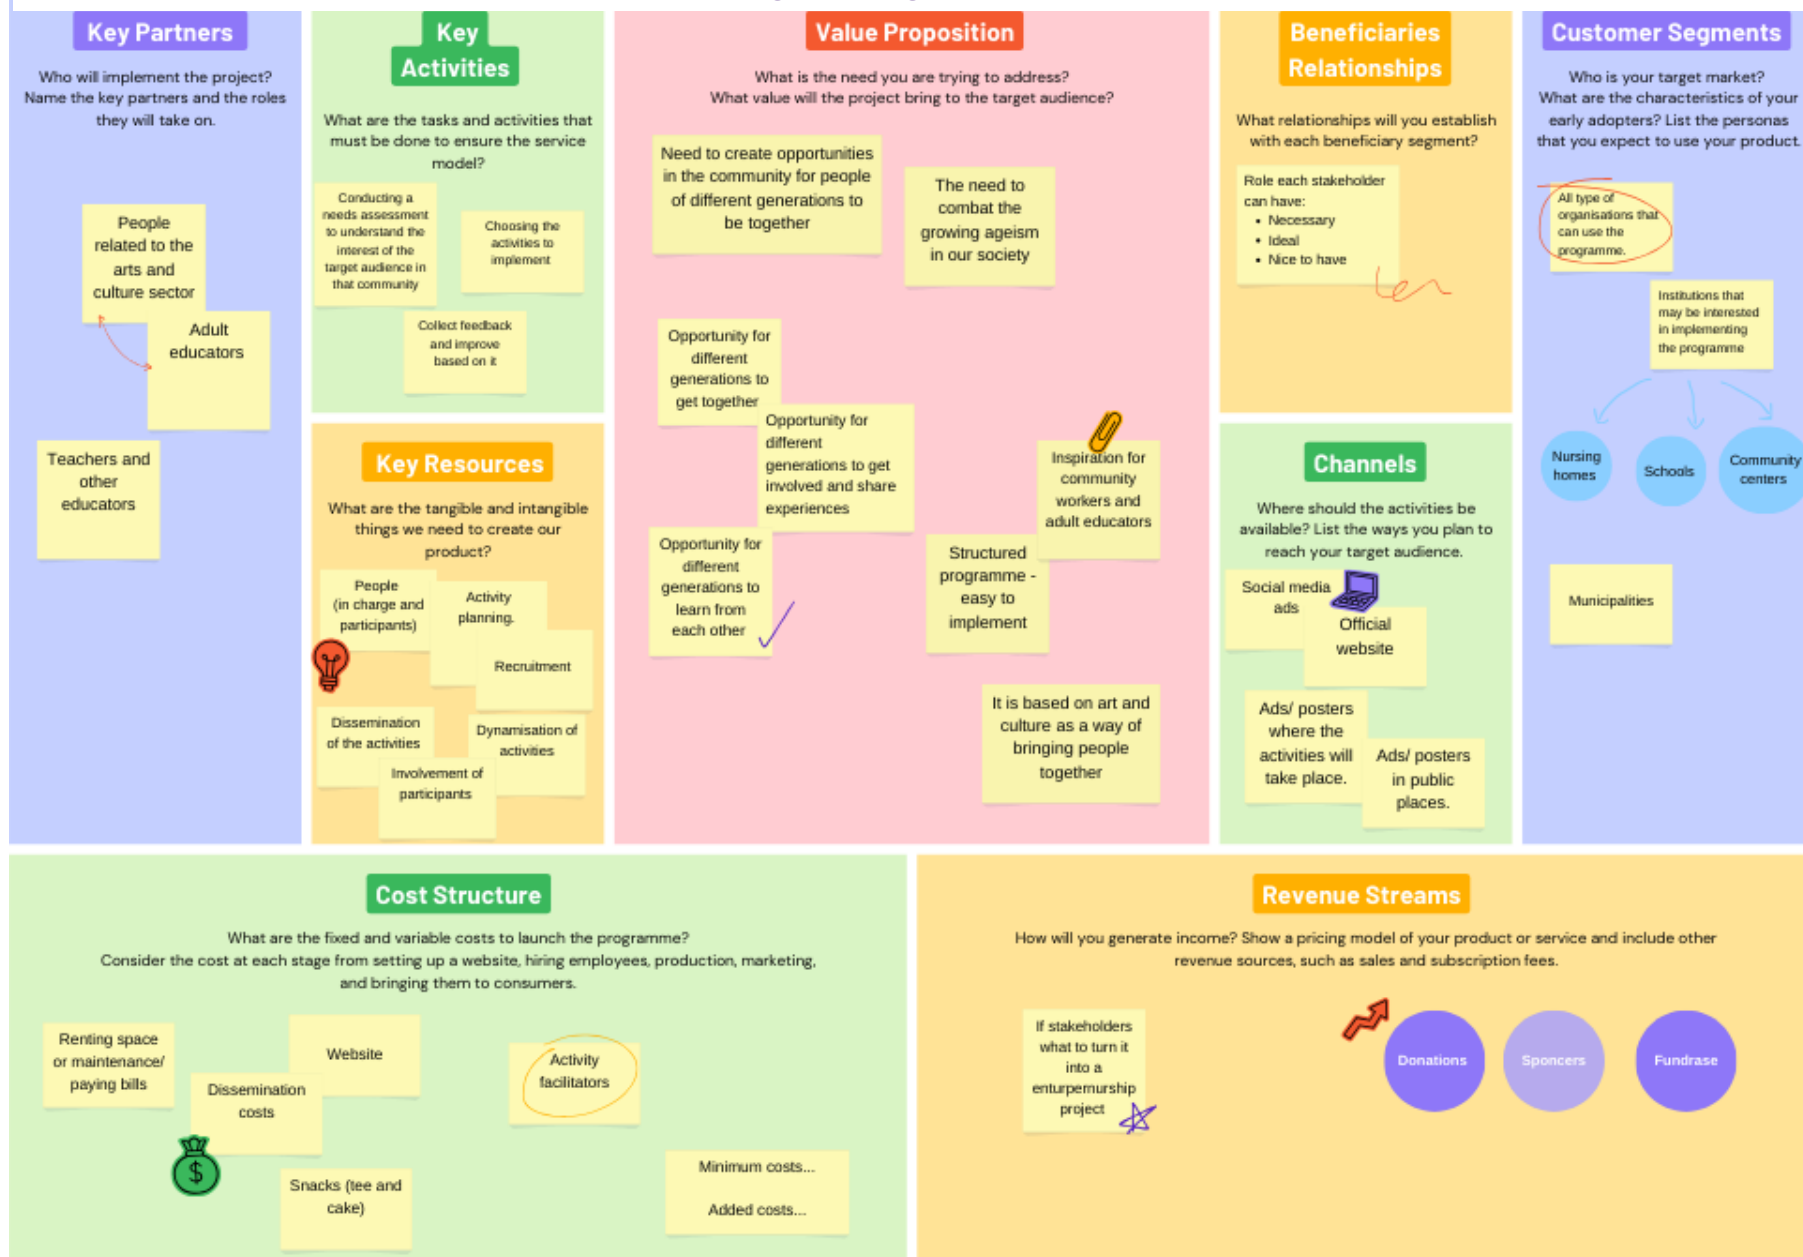 Key Partners
Who will implement the project?
Name the key partners and the roles
they will take on.
People
related to the
arts and
culture sector
Adult
educators
Teachers and
other
educators
Key
Activities
What are the tasks and activities that
must be done to ensure the service
model?
Conducting a
needs assessment
to understand the
interest of the
target audience in
that community
Choosing the
activities to
implement
Collect feedback
and improve
based on it
Key Resources
What are the tangible and intangible
things we need to create our
product?
People
(in charge and
participants)
Activity
planning.
Recruitment
Dissemination
of the activities
Dynamisation of
activities
Involvement of
participants
Value Proposition
What is the need you are trying to address?
What value will the project bring to the target audience?
Need to create opportunities
in the community for people
of different generations to
be together
The need to
combat the
growing ageism
in our society
Opportunity for
different
generations to
get together
Opportunity for
different
generations to get
involved and share
experiences
Opportunity for
different
generations to
learn from
each other
Inspiration for
community
workers and
adult educators
Structured
programme -
easy to
implement
It is based on art and
culture as a way of
bringing people
together
Beneficiaries
Relationships
What relationships will you establish
with each beneficiary segment?
Role each stakeholder
can have:
• Necessary
• Ideal
• Nice to have
Channels
Where should the activities be
available? List the ways you plan to
reach your target audience.
Social media
ads
Official
website
Ads/ posters
where the
activities will
take place.
Ads/ posters
in public
places.
Customer Segments
Who is your target market?
What are the characteristics of your
early adopters? List the personas
that you expect to use your product.
All type of
organisations that
can use the
programme.
Institutions that
may be interested
in implementing
the programme
Nursing
homes
Schools
Community
centers
Municipalities
Cost Structure
What are the fixed and variable costs to launch the programme?
Consider the cost at each stage from setting up a website, hiring employees, production, marketing,
and bringing them to consumers.
Renting space
or maintenance/
paying bills
Website
Dissemination
costs
$
Snacks (tee and
cake)
Activity
facilitators
Minimum costs...
Added costs...
Revenue Streams
How will you generate income? Show a pricing model of your product or service and include other
revenue sources, such as sales and subscription fees.
If stakeholders
what to turn it
into a
enturpernurship
project
Donations
Sponcers
Fundrase